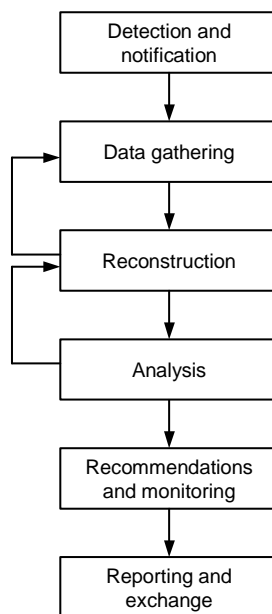 Detection and
notification
Data gathering
Reconstruction
Analysis
Recommendations
and monitoring
Reporting and
exchange